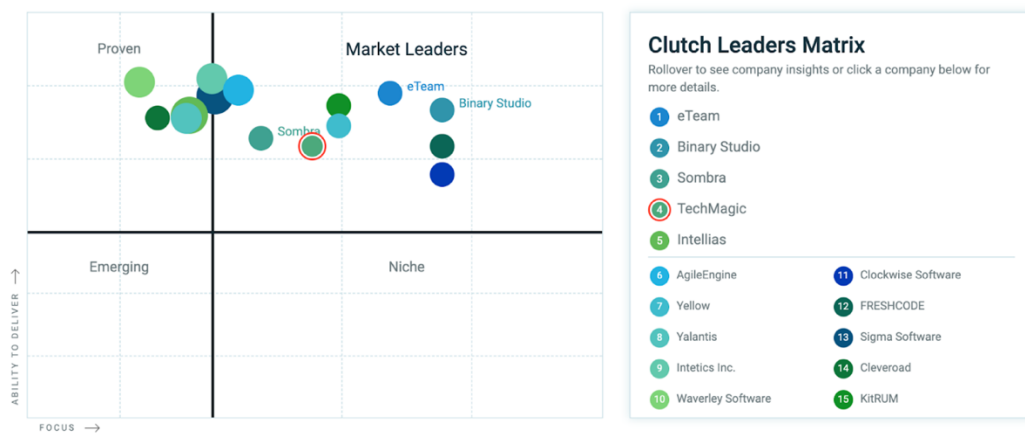 Proven
Market Leaders
eTeam
Binary Studio
Sombra
Emerging
Niche
ABILITY TO DELIVER
FOCUS
Clutch Leaders Matrix
Rollover to see company insights or click a company below for
more details.
1 eTeam
2 Binary Studio
3 Sombra
4 TechMagic
5 Intellias
6 AgileEngine
7 Yellow
8 Yalantis
9 Intetics Inc.
10 Waverley Software
11 Clockwise Software
12 FRESHCODE
13 Sigma Software
14 Cleveroad
15 KitRUM